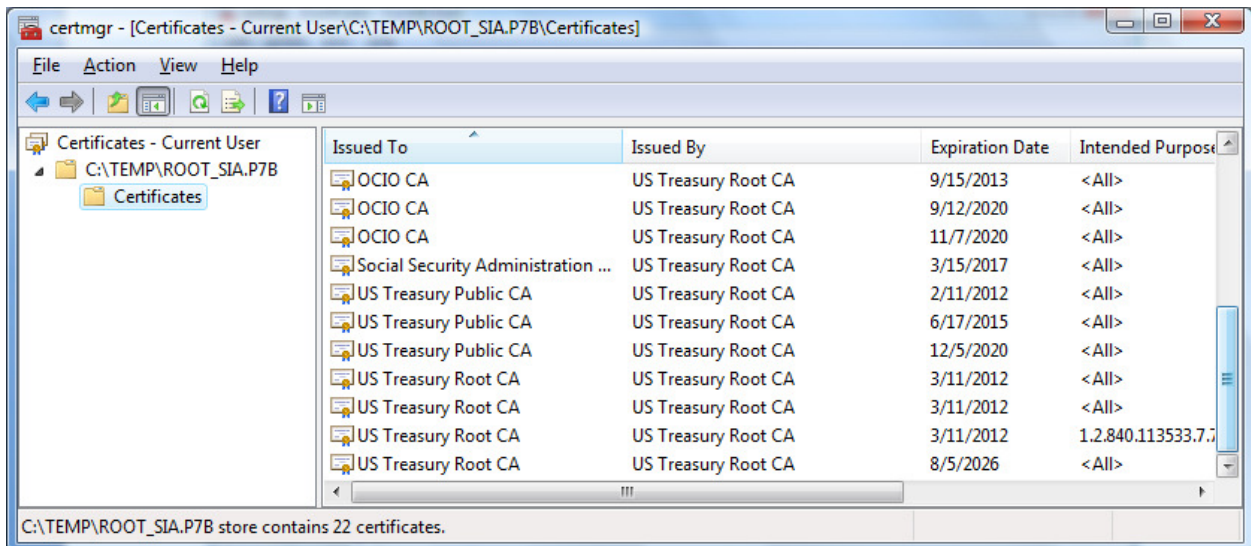 certmgr - [Certificates - Current User\C:\TEMP\ROOT_SIA.P7B\Certificates]
File Action View Help
Certificates - Current User
C:\TEMP\ROOT_SIA.P7B
Certificates
Issued To Issued By Expiration Date Intended Purpose
OCIO CA US Treasury Root CA 9/15/2013 <All>
OCIO CA US Treasury Root CA 9/12/2020 <All>
OCIO CA US Treasury Root CA 11/7/2020 <All>
Social Security Administration ... US Treasury Root CA 3/15/2017 <All>
US Treasury Public CA US Treasury Root CA 2/11/2012 <All>
US Treasury Public CA US Treasury Root CA 6/17/2015 <All>
US Treasury Public CA US Treasury Root CA 12/5/2020 <All>
US Treasury Root CA US Treasury Root CA 3/11/2012 <All>
US Treasury Root CA US Treasury Root CA 3/11/2012 <All>
US Treasury Root CA US Treasury Root CA 3/11/2012 1.2.840.113533.7.7
US Treasury Root CA US Treasury Root CA 8/5/2026 <All>
C:\TEMP\ROOT_SIA.P7B store contains 22 certificates.